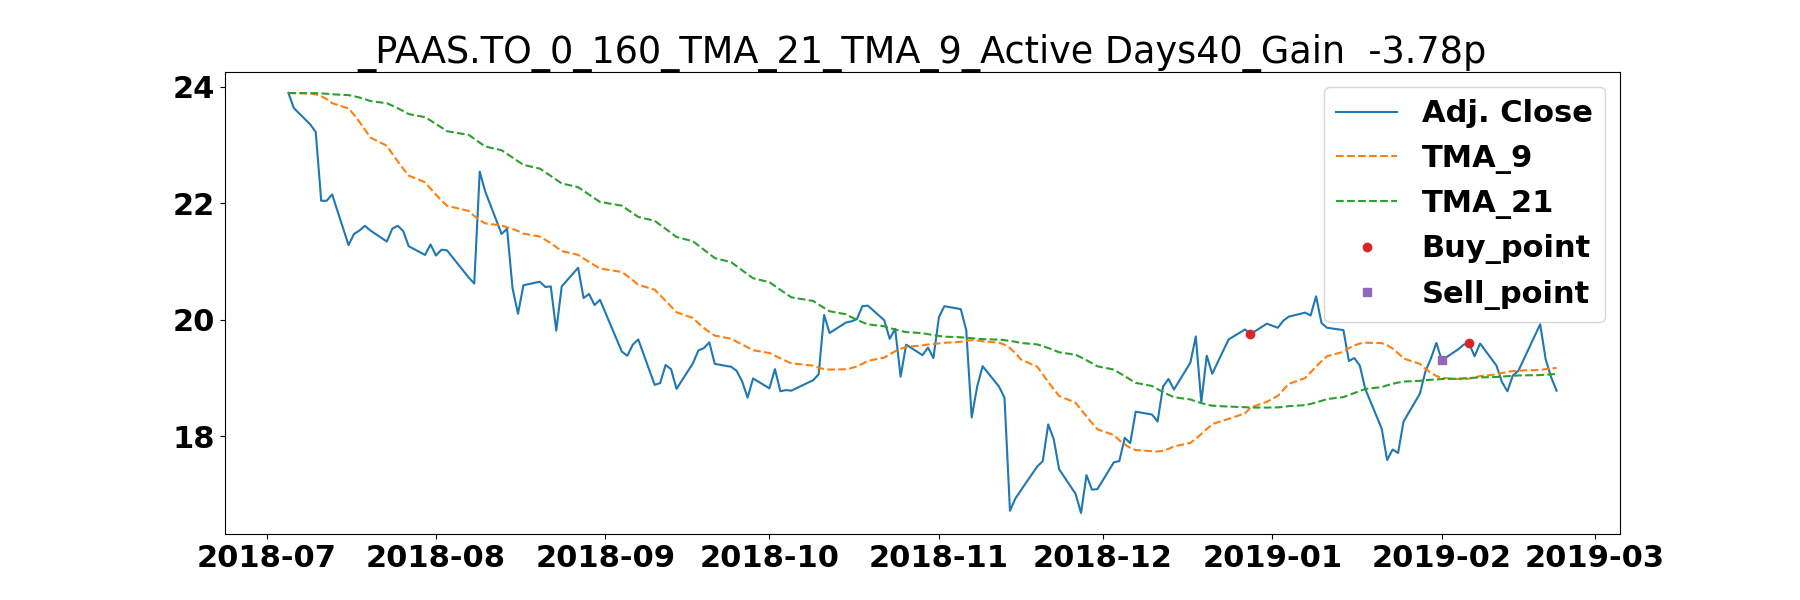 _PAAS.TO_0_160_TMA_21_TMA_9_Active Days40_Gain  -3.78p
24
22
20
18
Adj. Close
TMA_9
TMA_21
Buy_point
Sell_point
2018-07 2018-08 2018-09 2018-10 2018-11 2018-12 2019-01 2019-02 2019-03